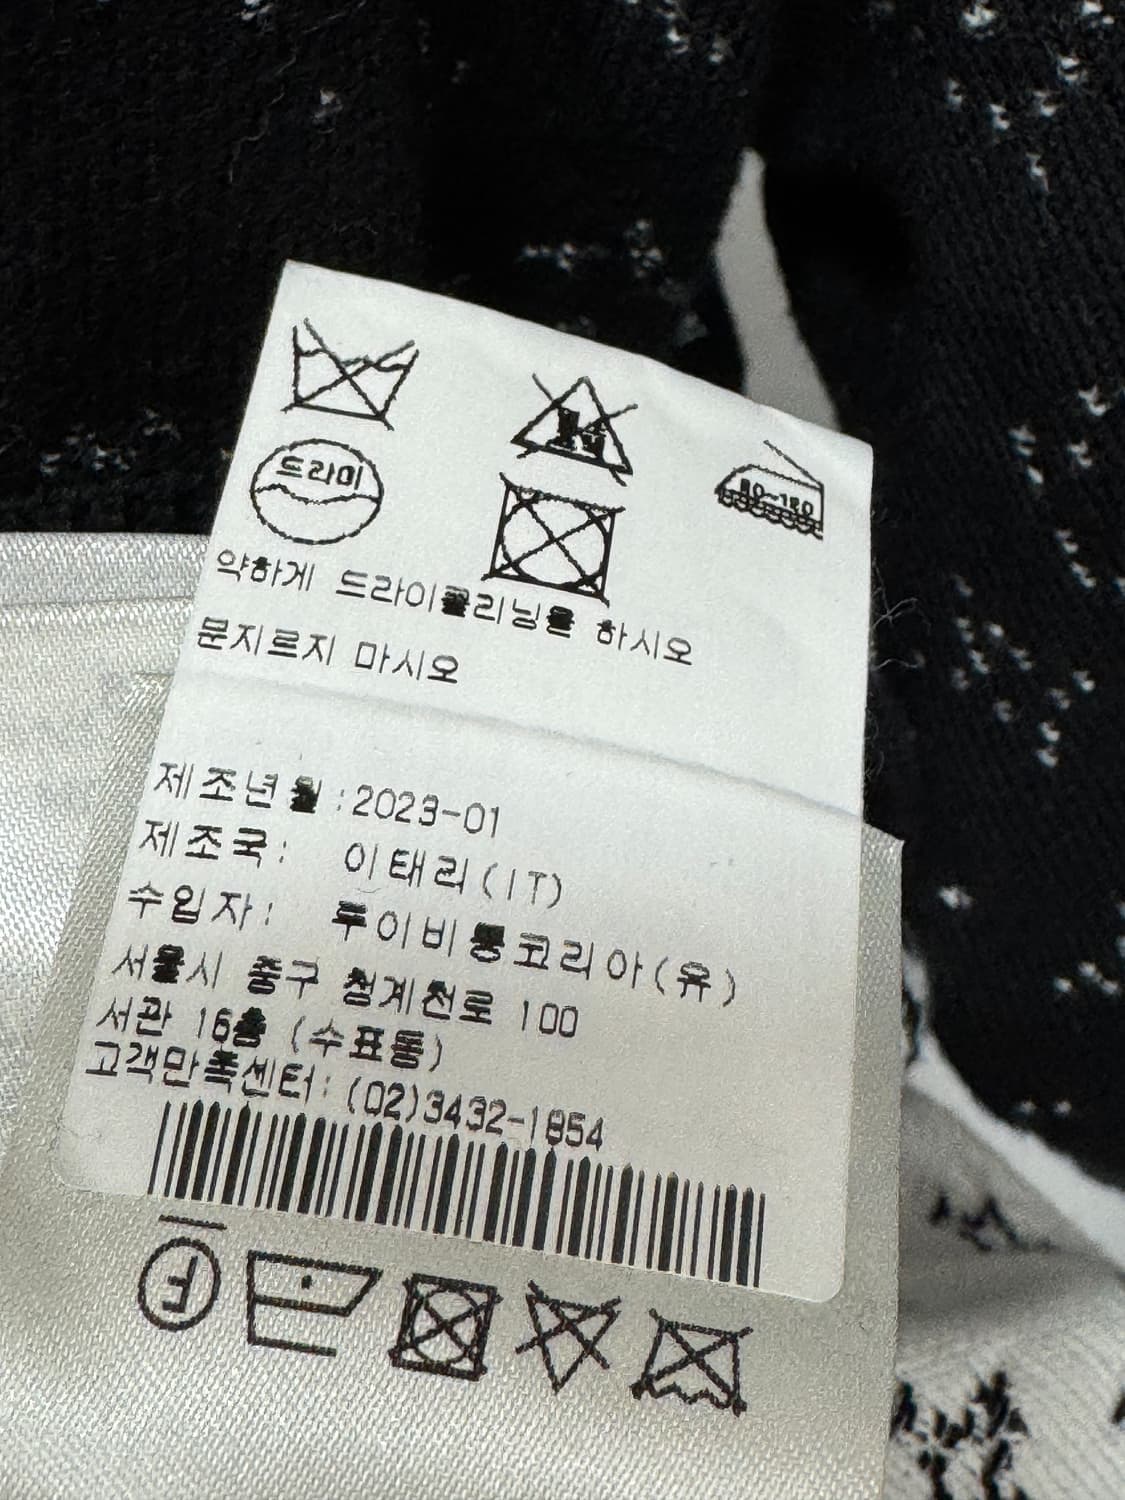 드라이
80~120
약하게 드라이클리닝을 하시오
문지르지 마시오
제조년월:2023-01
제조국: 이태리(IT)
수입자: 루이비통코리아(유)
서울시 중구 청계천로 100
서관 16층 (수표동)
고객만족센터:(02)3432-1854
F